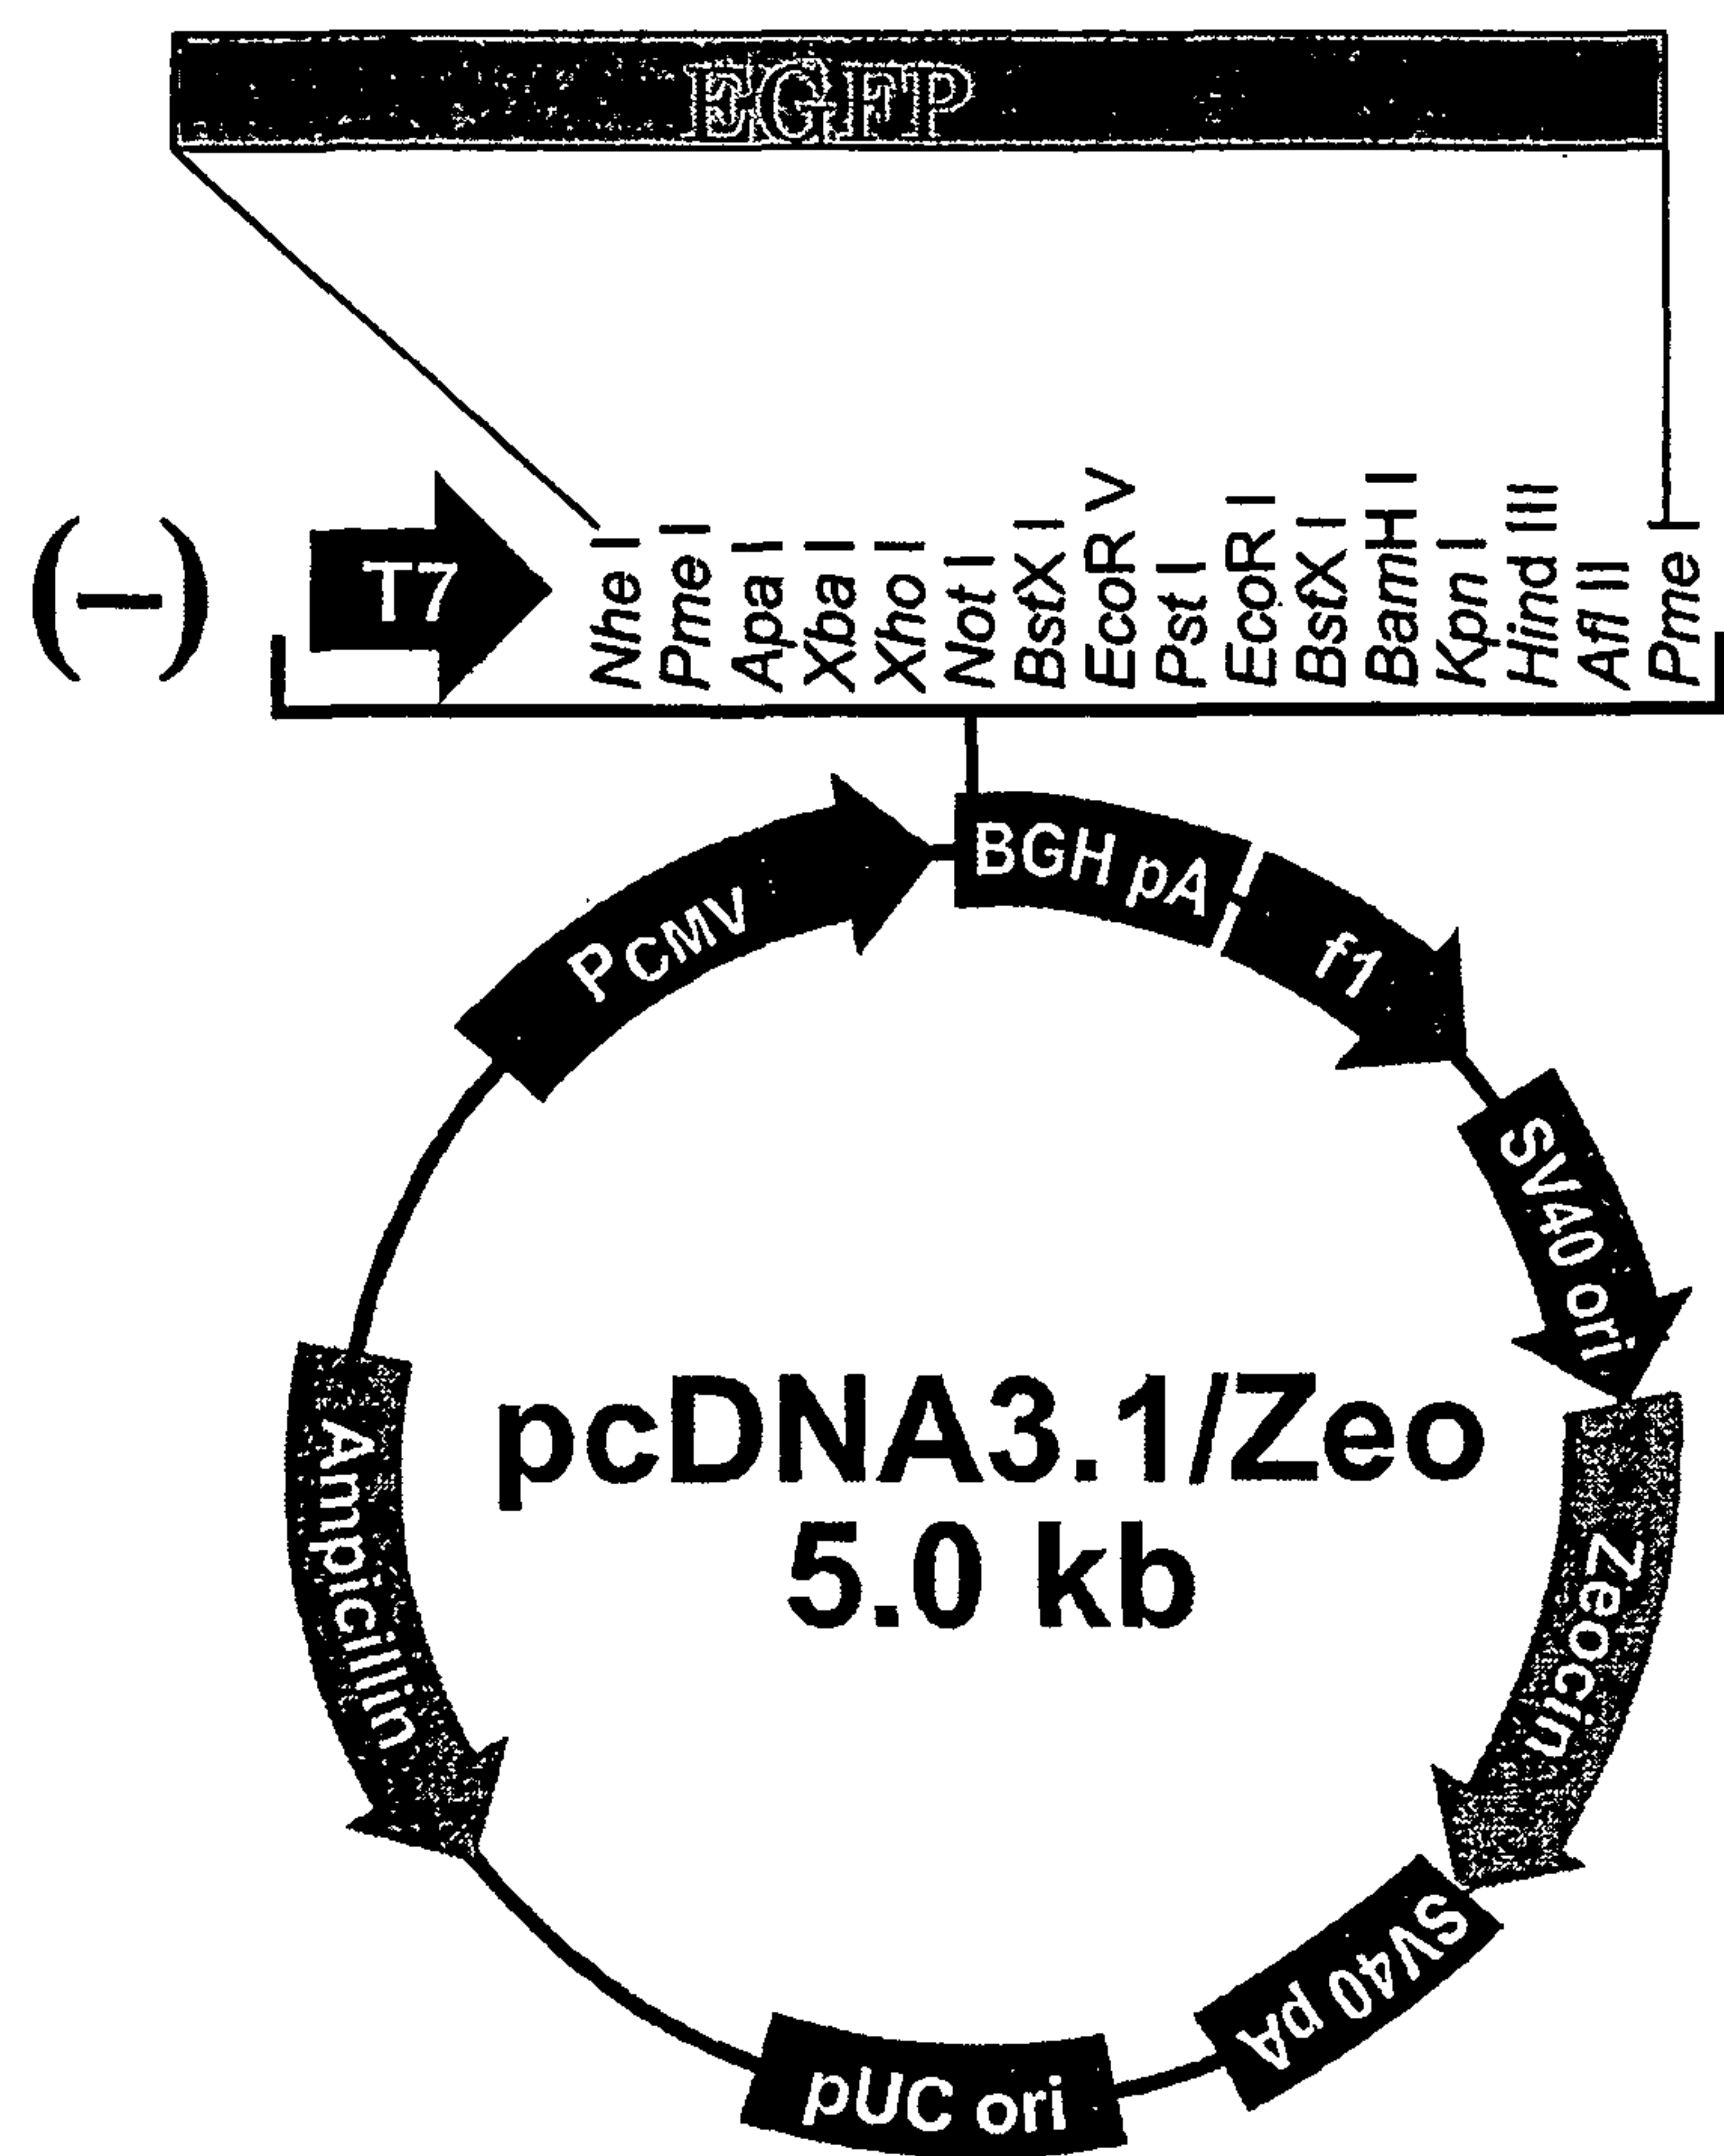 EGFP
(-)
T7
Nhe I
Pme I
Apa I
Xba I
Xho I
Not I
BstX I
EcoR V
Pst I
EcoR I
BstX I
BamH I
Kpn I
Hind III
Afl II
Pme I
PCMV
BGH pA
f1
SV40 ori
Zeocin
SV40 pA
pUC ori
Ampicillin
pcDNA3.1/Zeo
5.0 kb